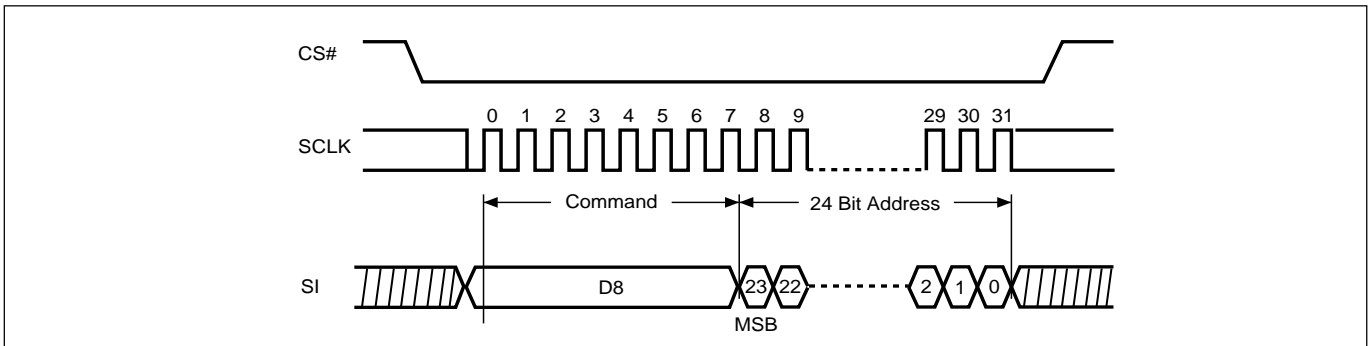 CS#
0 1 2 3 4 5 6 7 8 9 29 30 31
SCLK
Command 24 Bit Address
SI D8 23 22 2 1 0
MSB